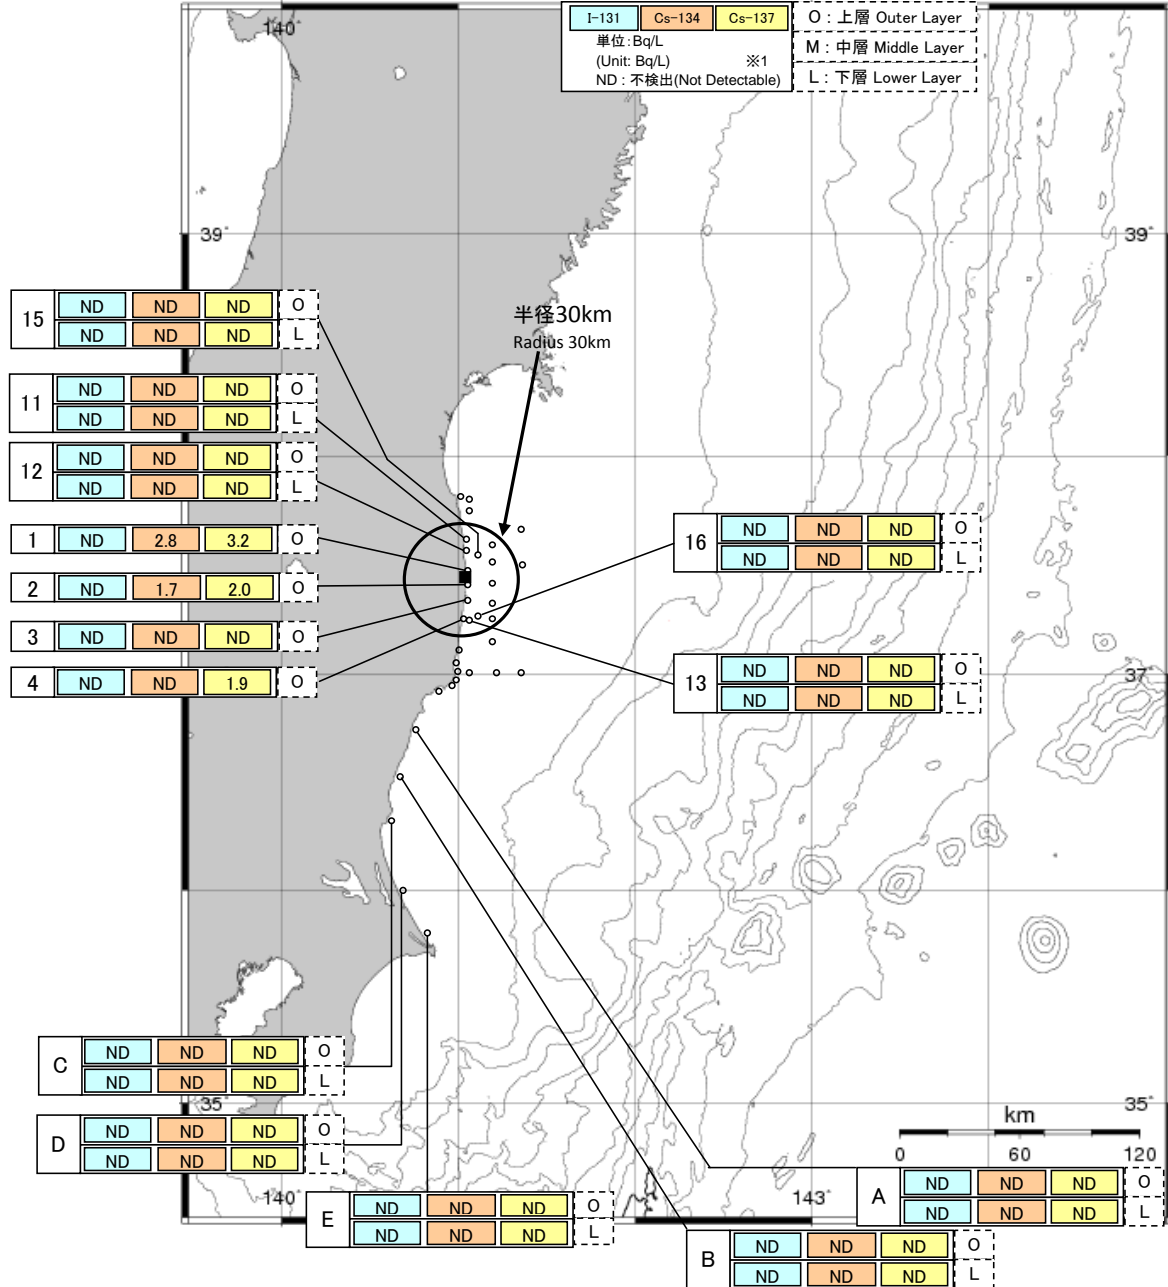 I-131 Cs-134 Cs-137
単位:Bq/L
(Unit: Bq/L) ※1
ND : 不検出(Not Detectable)
O : 上層 Outer Layer
M : 中層 Middle Layer
L : 下層 Lower Layer
140°
39°
39°
半径30km
Radius 30km
15
ND ND ND O
ND ND ND L
11
ND ND ND O
ND ND ND L
12
ND ND ND O
ND ND ND L
1 ND 2.8 3.2 O
2 ND 1.7 2.0 O
3 ND ND ND O
4 ND ND 1.9 O
16
ND ND ND O
ND ND ND L
13
ND ND ND O
ND ND ND L
37°
C
ND ND ND O
ND ND ND L
35°
35°
D
ND ND ND O
ND ND ND L
km
0 60 120
140°
143°
E
ND ND ND O
ND ND ND L
A
ND ND ND O
ND ND ND L
B
ND ND ND O
ND ND ND L